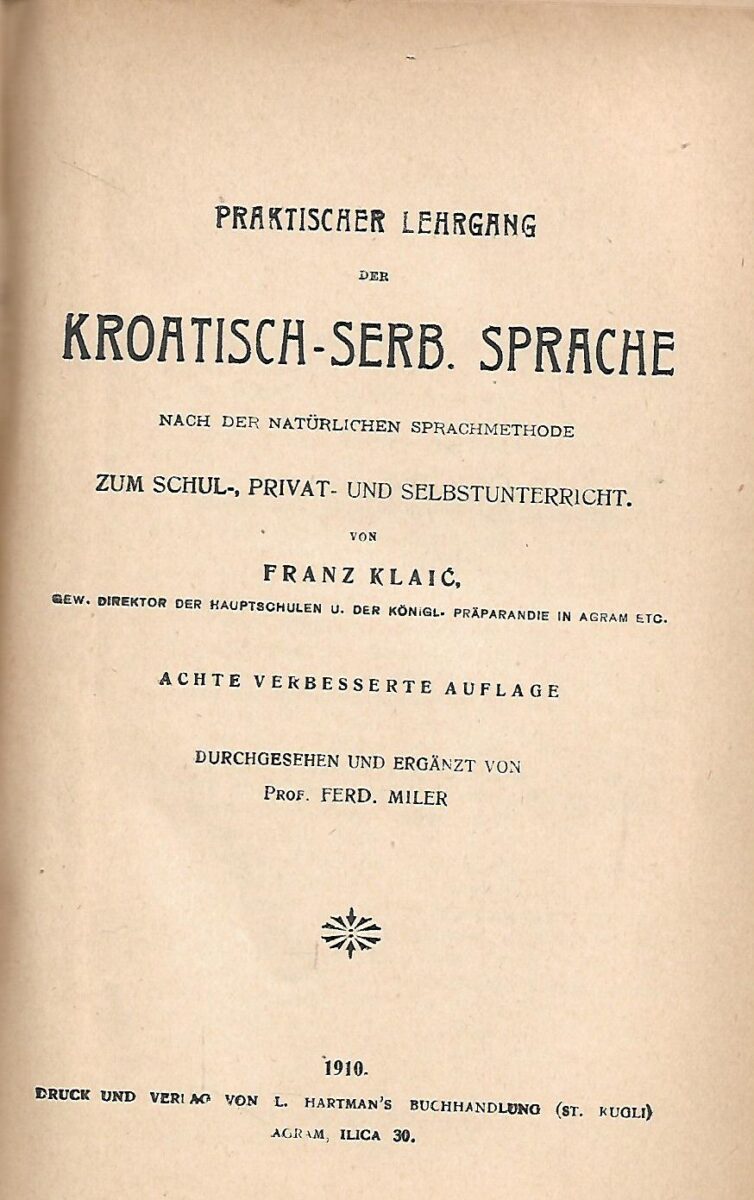 PRAKTISCHER LEHRGANG
DER
KROATISCH-SERB. SPRACHE
NACH DER NATÜRLICHEN SPRACHMETHODE
ZUM SCHUL-, PRIVAT- UND SELBSTUNTERRICHT.
VON
FRANZ KLAIĆ,
GEW. DIREKTOR DER HAUPTSCHULEN U. DER KÖNIGL. PRÄPARANDIE IN AGRAM ETC.
ACHTE VERBESSERTE AUFLAGE
DURCHGESEHEN UND ERGÄNZT VON
PROF. FERD. MILER
1910.
DRUCK UND VERLAG VON L. HARTMAN'S BUCHHANDLUNG (ST. KUGLI)
AGRAM, ILICA 30.